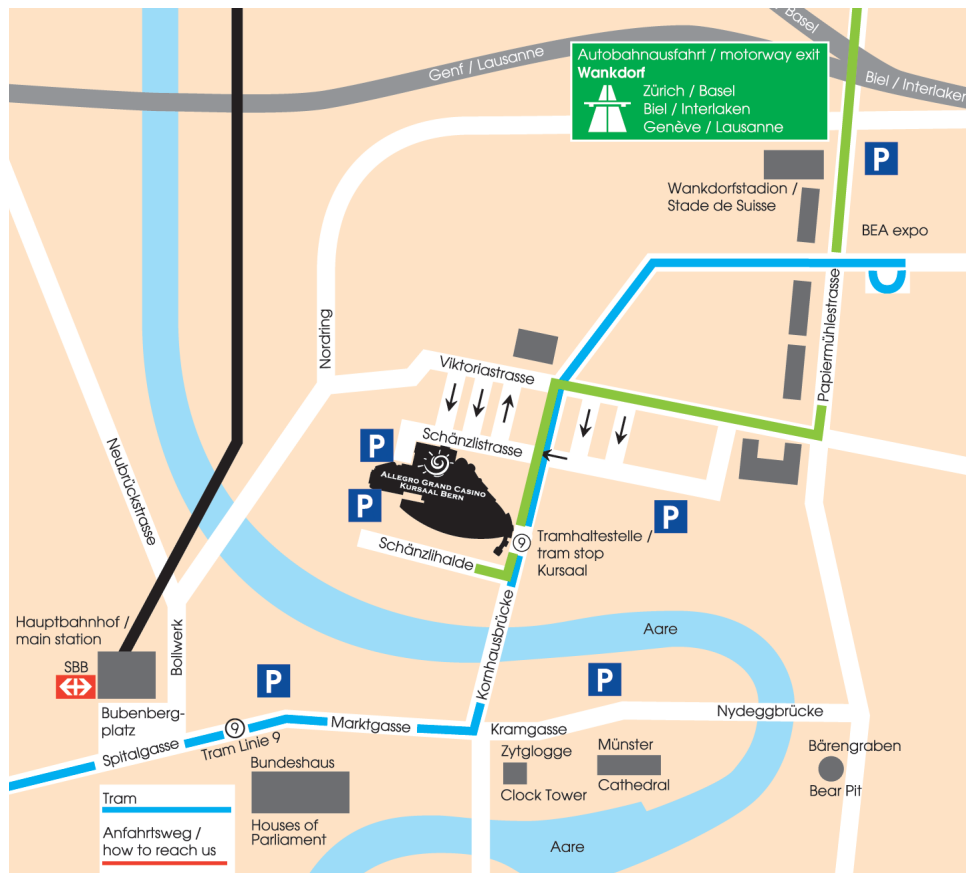 Basel
Genf / Lausanne
Autobahnausfahrt / motorway exit
Wankdorf
Zürich / Basel
Biel / Interlaken
Genève / Lausanne
Biel / Interlaken
P
Wankdorfstadion /
Stade de Suisse
BEA expo
Papiermühlestrasse
Nordring
Viktoriastrasse
Schänzlistrasse
P
ALLEGRO GRAND CASINO
KURSAAL BERN
P
P
Neubrückstrasse
9
Tramhaltestelle /
tram stop
Kursaal
Schänzlihalde
Hauptbahnhof /
main station
SBB
Bollwerk
Kornhausbrücke
Aare
P
P
Bubenberg-
platz
Spitalgasse
9
Tram Linie 9
Marktgasse
Kramgasse
Nydeggbrücke
Bundeshaus
Houses of
Parliament
Zytglogge
Clock Tower
Münster
Cathedral
Bärengraben
Bear Pit
Aare
Tram
Anfahrtsweg /
how to reach us